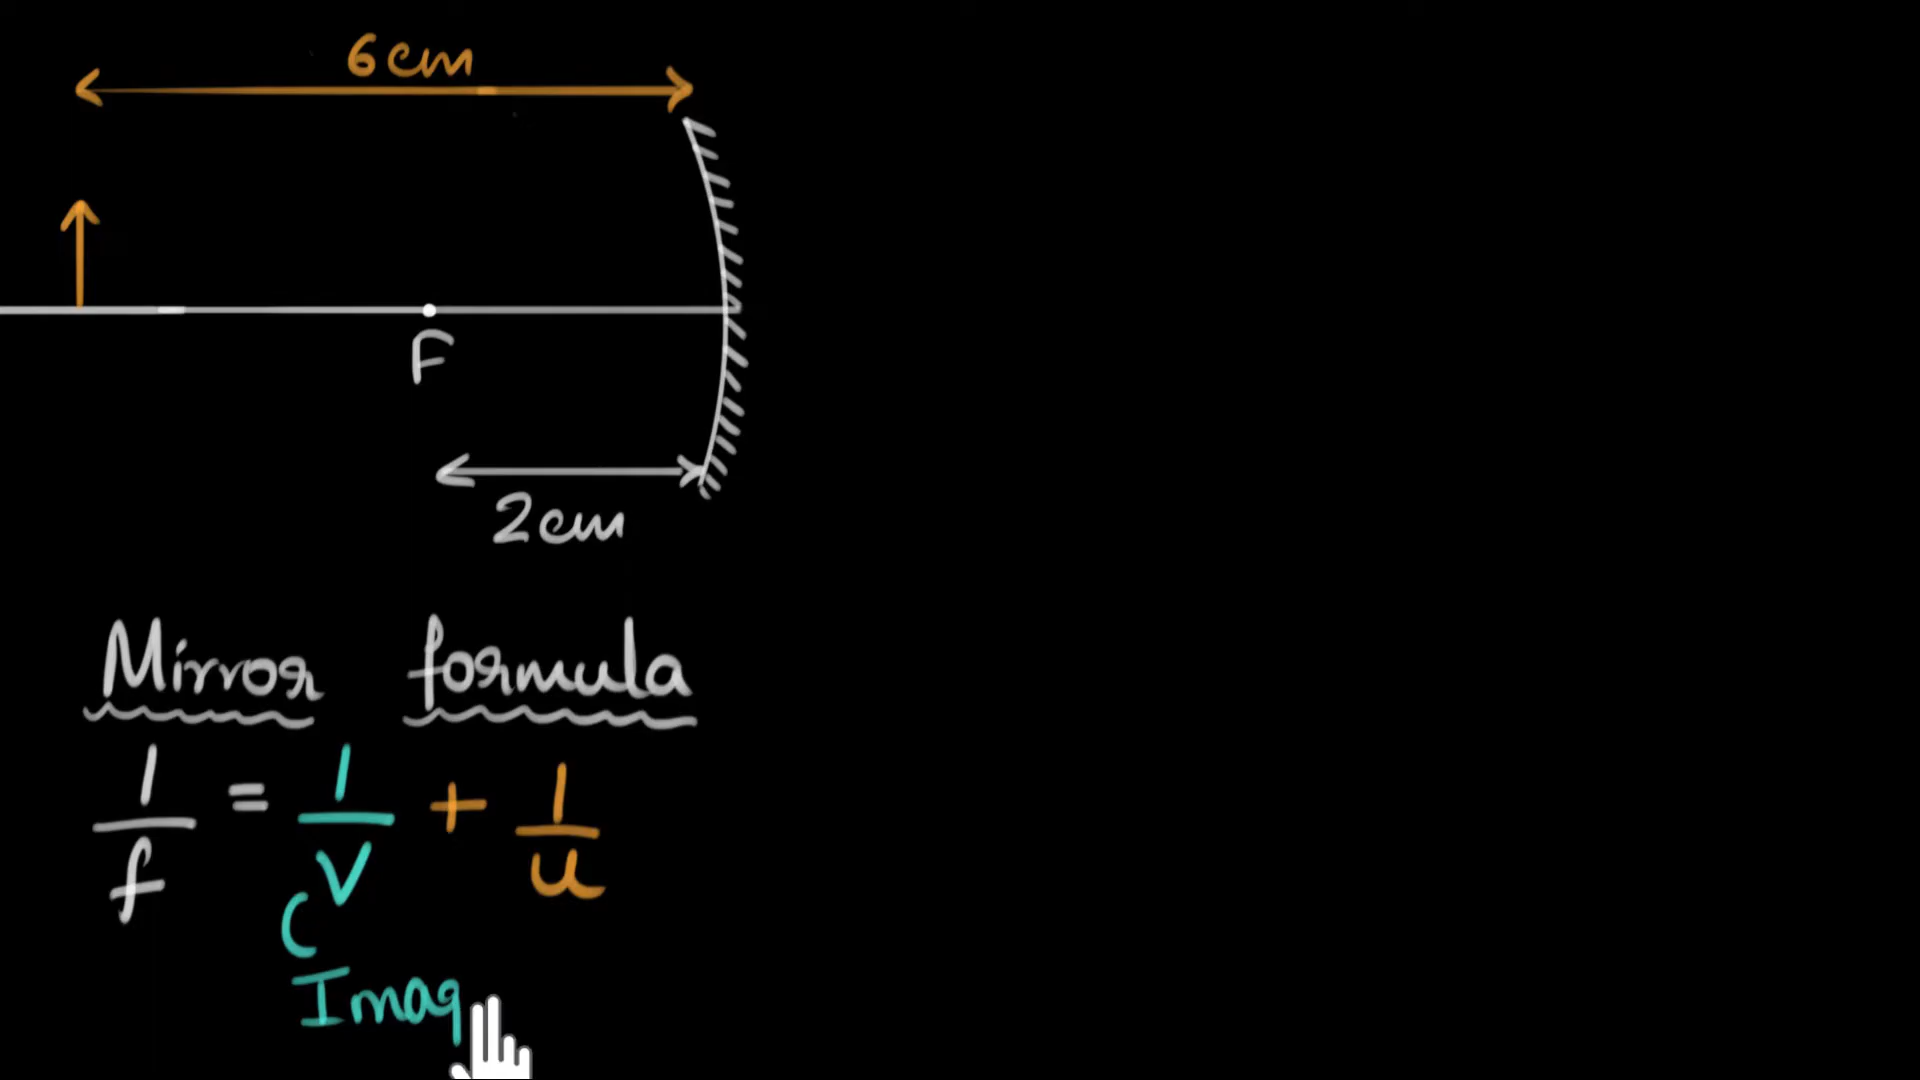 6cm
F
2cm
Mirror formula
1/f = 1/v + 1/u
Imag